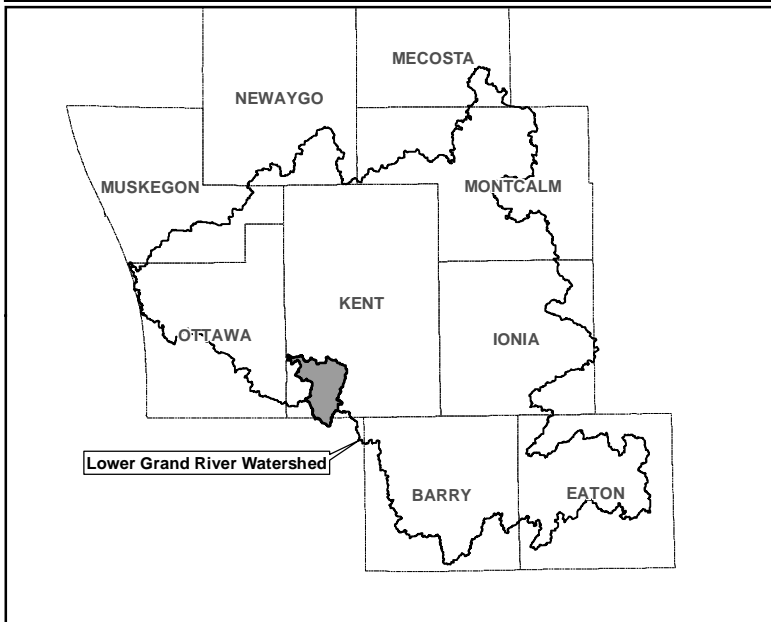 MECOSTA
NEWAYGO
MUSKEGON
MONTCALM
KENT
OTTAWA
IONIA
Lower Grand River Watershed
BARRY
EATON